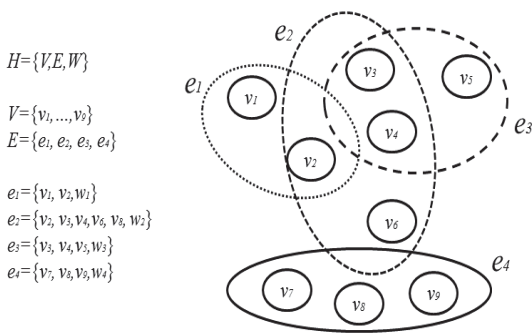 H={V,E,W}
V={v₁,...,v₉}
E={e₁, e₂, e₃, e₄}
e₁={v₁, v₂,w₁}
e₂={v₂, v₃,v₄,v₆, v₈, w₂}
e₃={v₃, v₄,v₅,w₃}
e₄={v₇, v₈,v₉,w₄}
e₂
e₁
v₃
v₅
v₁
e₃
v₄
v₂
v₆
e₄
v₇
v₈
v₉